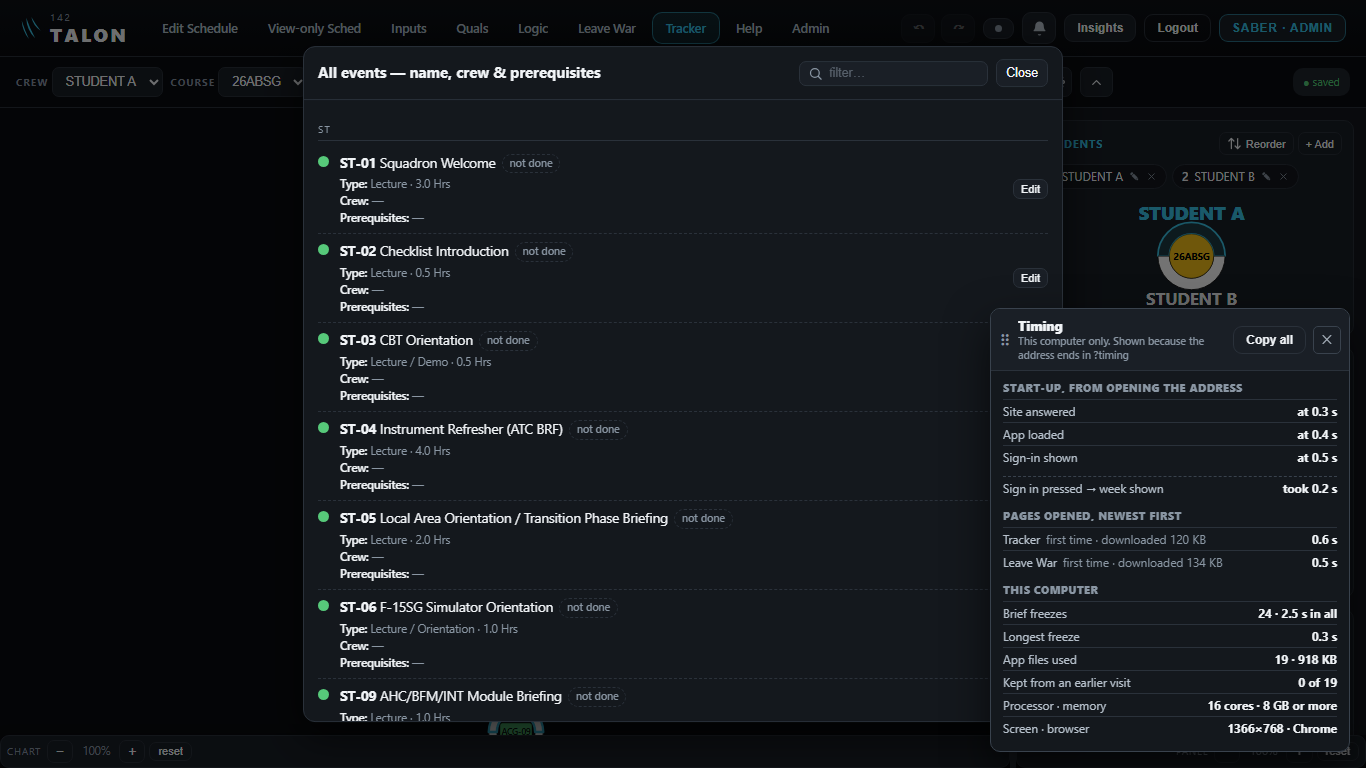 142
TALON
Edit Schedule
View-only Sched
Inputs
Quals
Logic
Leave War
Tracker
Help
Admin
Insights
Logout
SABER · ADMIN
CREW
STUDENT A
COURSE
26ABSG
saved
All events — name, crew & prerequisites
filter...
Close
ST
ST-01 Squadron Welcome not done
Type: Lecture · 3.0 Hrs
Crew: —
Prerequisites: —
Edit
ST-02 Checklist Introduction not done
Type: Lecture · 0.5 Hrs
Crew: —
Prerequisites: —
Edit
ST-03 CBT Orientation not done
Type: Lecture / Demo · 0.5 Hrs
Crew: —
Prerequisites: —
ST-04 Instrument Refresher (ATC BRF) not done
Type: Lecture · 4.0 Hrs
Crew: —
Prerequisites: —
ST-05 Local Area Orientation / Transition Phase Briefing not done
Type: Lecture · 2.0 Hrs
Crew: —
Prerequisites: —
ST-06 F-15SG Simulator Orientation not done
Type: Lecture / Orientation · 1.0 Hrs
Crew: —
Prerequisites: —
ST-09 AHC/BFM/INT Module Briefing not done
Type: Lecture · 1.0 Hrs
DENTS
Reorder
+ Add
STUDENT A
2 STUDENT B
STUDENT A
26ABSG
STUDENT B
Timing
This computer only. Shown because the
address ends in ?timing
Copy all
START-UP, FROM OPENING THE ADDRESS
Site answered at 0.3 s
App loaded at 0.4 s
Sign-in shown at 0.5 s
Sign in pressed → week shown took 0.2 s
PAGES OPENED, NEWEST FIRST
Tracker first time · downloaded 120 KB 0.6 s
Leave War first time · downloaded 134 KB 0.5 s
THIS COMPUTER
Brief freezes 24 · 2.5 s in all
Longest freeze 0.3 s
App files used 19 · 918 KB
Kept from an earlier visit 0 of 19
Processor · memory 16 cores · 8 GB or more
Screen · browser 1366×768 · Chrome
ACG-09
CHART
−
100%
+
reset